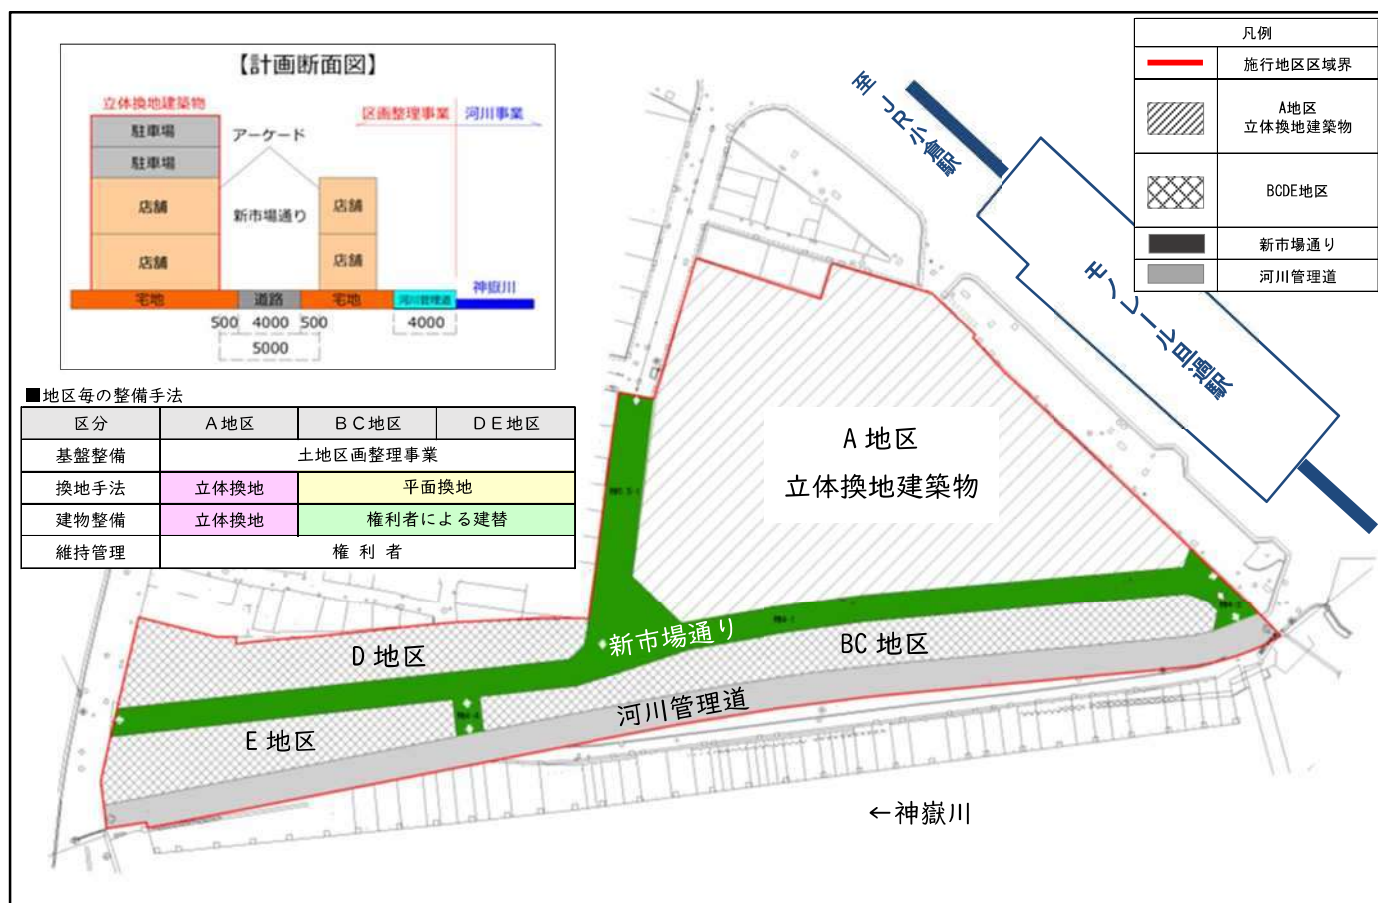 【計画断面図】
立体換地建築物
区画整理事業 河川事業
駐車場
アーケード
駐車場
店舗
新市場通り
店舗
店舗
店舗
神嶽川
宅地
道路
宅地
河川管理道
500 4000 500
4000
5000
凡例
施行地区区域界
A地区
立体換地建築物
BCDE地区
新市場通り
河川管理道
至JR小倉駅
モノレール旦過駅
■地区毎の整備手法
区分 A地区 BC地区 DE地区
基盤整備 土地区画整理事業
換地手法 立体換地 平面換地
建物整備 立体換地 権利者による建替
維持管理 権利者
A地区
立体換地建築物
新市場通り
BC地区
D地区
河川管理道
E地区
←神嶽川